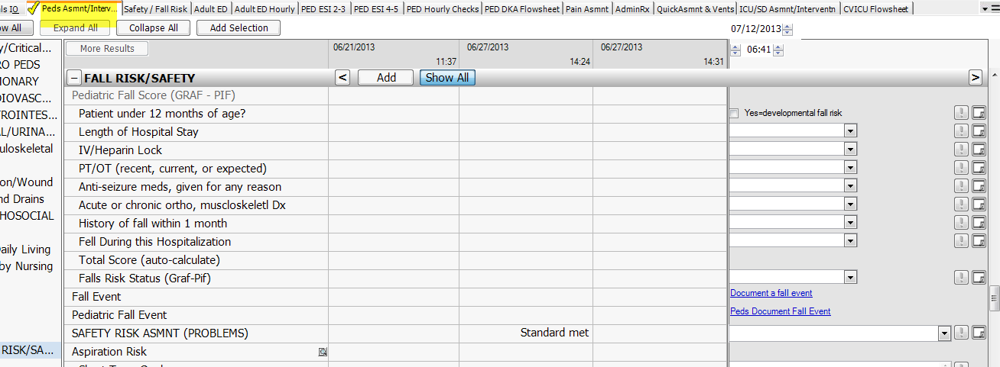 ls IO Peds Asmnt/Interv... Safety / Fall Risk Adult ED Adult ED Hourly PED ESI 2-3 PED ESI 4-5 PED Hourly Checks PED DKA Flowsheet Pain Asmnt AdminRx QuickAsmnt & Vents ICU/SD Asmnt/Interventn CVICU Flowsheet
ow All Expand All Collapse All Add Selection 07/12/2013
y/Critical... More Results 06/21/2013 06/27/2013 06/27/2013 06:41
RO PEDS 11:37 14:24 14:31
IONARY − FALL RISK/SAFETY < Add Show All >
DIOVASC... Pediatric Fall Score (GRAF - PIF)
TROINTES... Patient under 12 months of age? Yes=developmental fall risk
AL/URINA... Length of Hospital Stay
uloskeletal IV/Heparin Lock
PT/OT (recent, current, or expected)
on/Wound Anti-seizure meds, given for any reason
nd Drains Acute or chronic ortho, muscloskeletl Dx
HOSOCIAL History of fall within 1 month
Fell During this Hospitalization
aily Living Total Score (auto-calculate)
by Nursing Falls Risk Status (Graf-Pif)
Fall Event Document a fall event
Pediatric Fall Event Peds Document Fall Event
SAFETY RISK ASMNT (PROBLEMS) Standard met
RISK/SA... Aspiration Risk